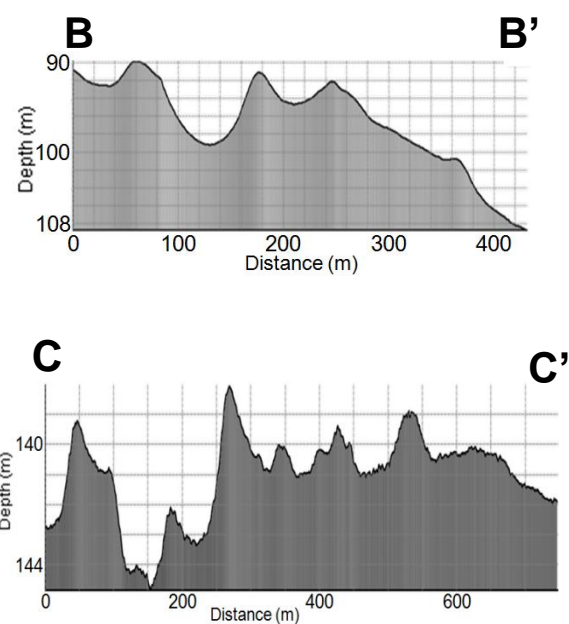 B B’
90
100
108
Depth (m)
0 100 200 300 400
Distance (m)
C C’
140
144
Depth (m)
0 200 400 600
Distance (m)